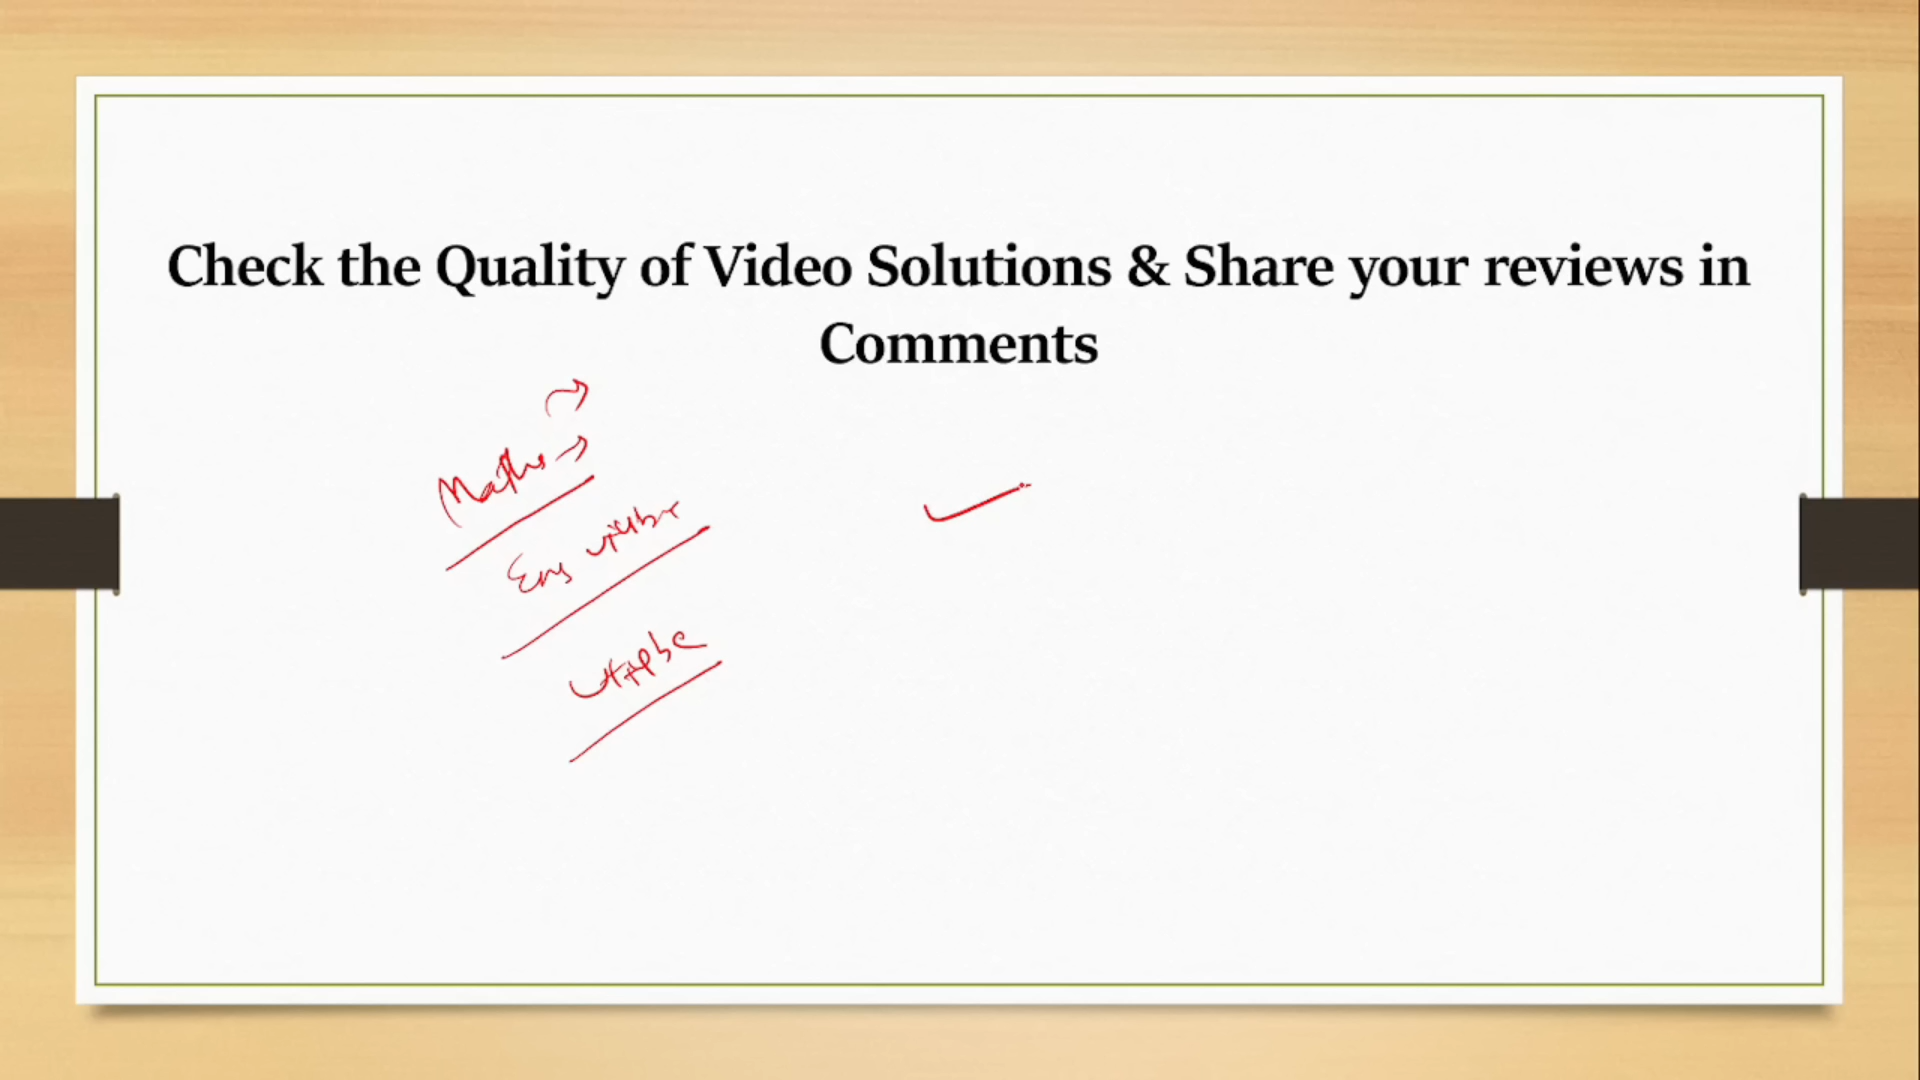 Check the Quality of Video Solutions & Share your reviews in
Comments
Maths